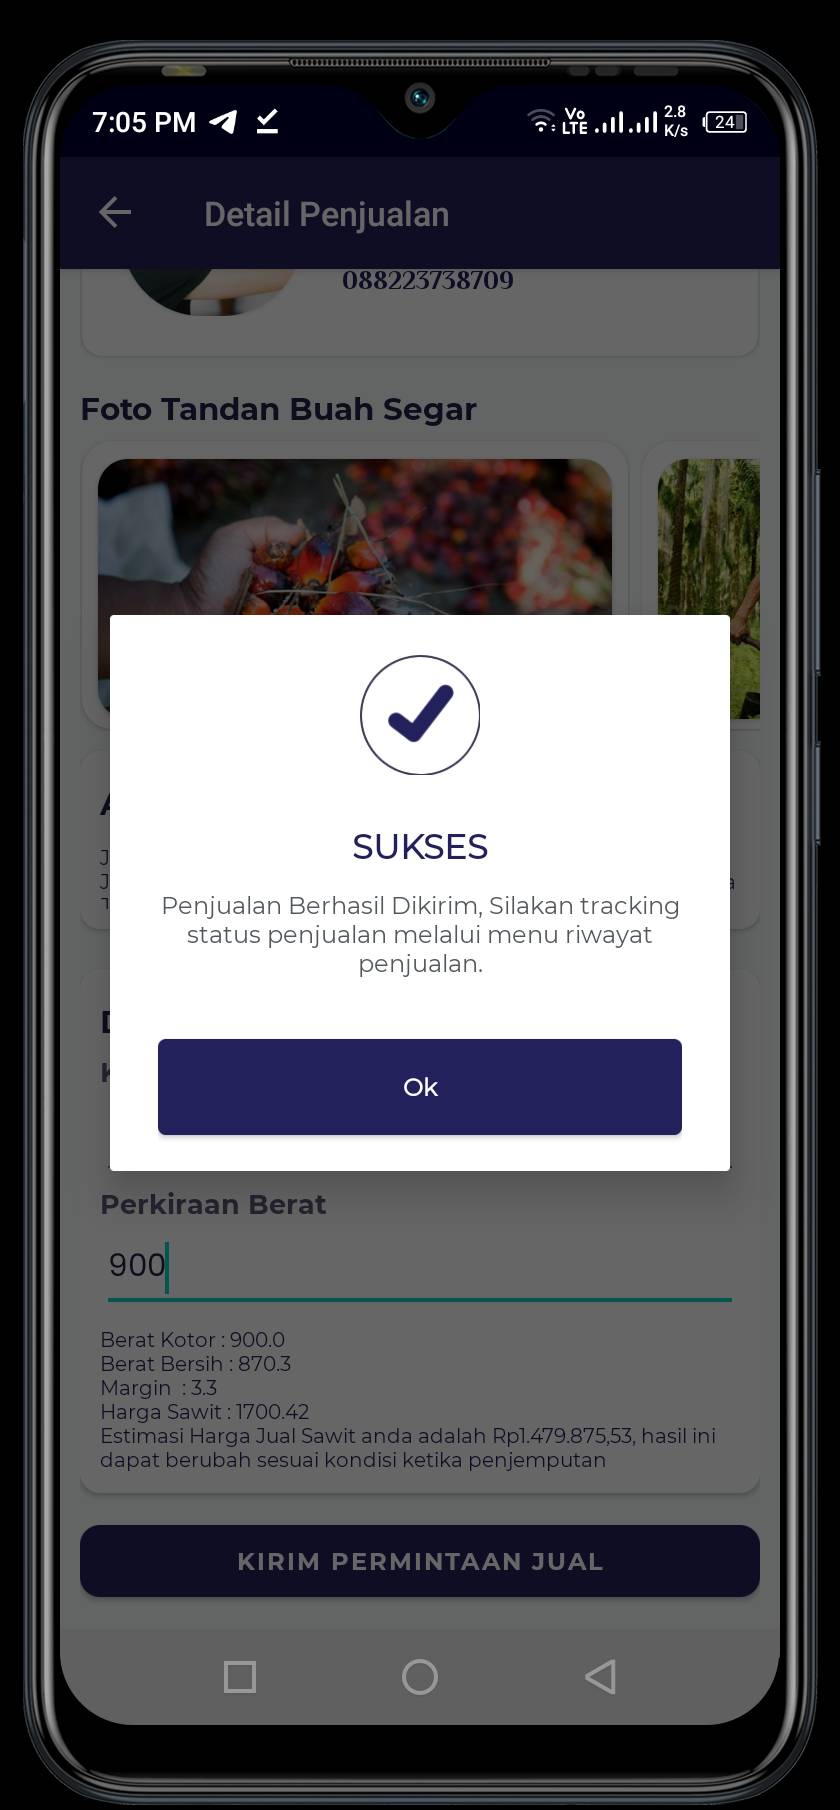 7:05 PM
Vo LTE
2.8 K/s
24
Detail Penjualan
088223738709
Foto Tandan Buah Segar
SUKSES
Penjualan Berhasil Dikirim, Silakan tracking
status penjualan melalui menu riwayat
penjualan.
Ok
Perkiraan Berat
900
Berat Kotor : 900.0
Berat Bersih : 870.3
Margin  : 3.3
Harga Sawit : 1700.42
Estimasi Harga Jual Sawit anda adalah Rp1.479.875,53, hasil ini
dapat berubah sesuai kondisi ketika penjemputan
KIRIM PERMINTAAN JUAL